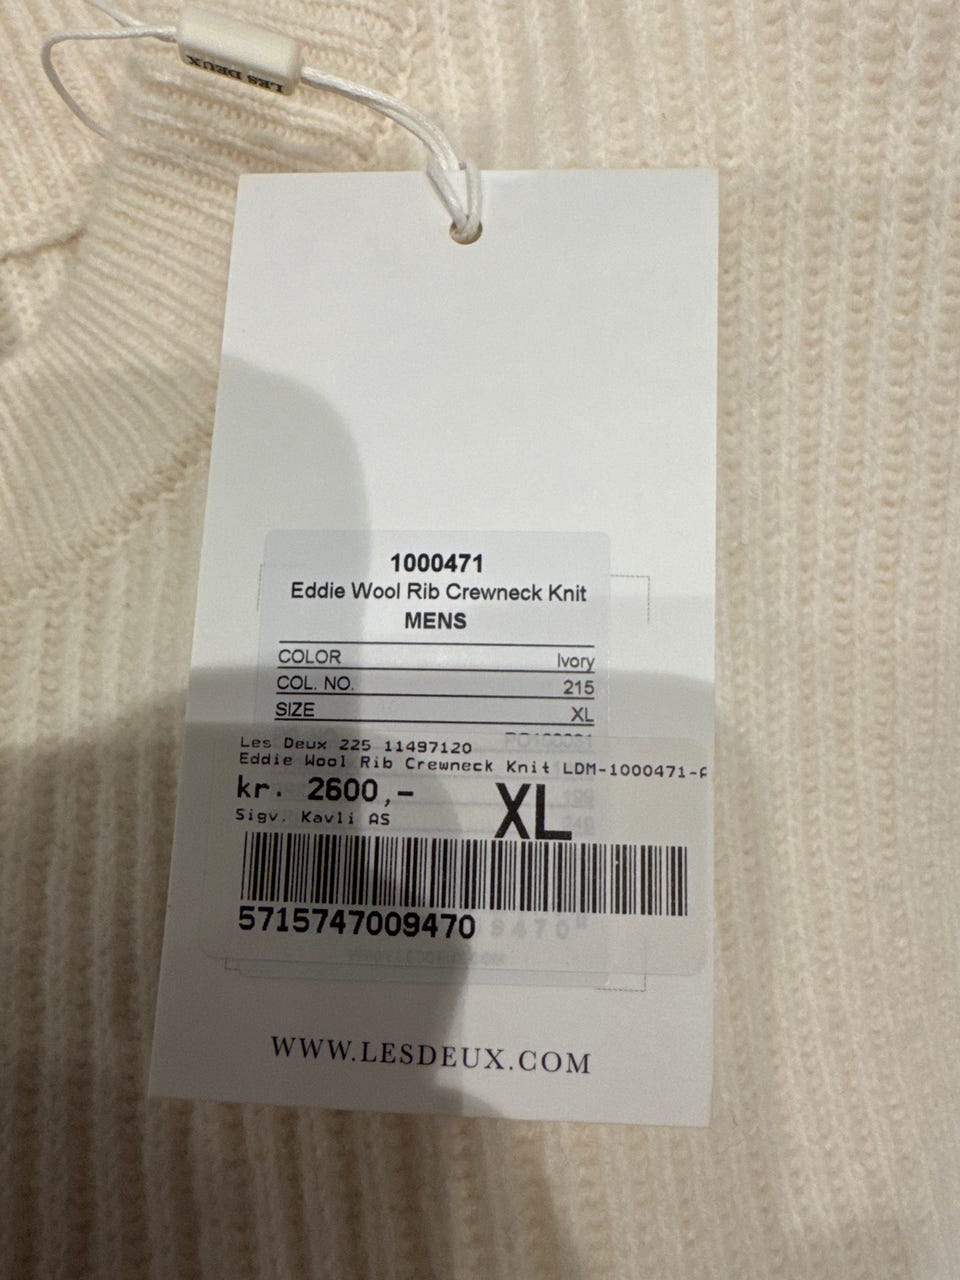 LES DEUX
1000471
Eddie Wool Rib Crewneck Knit
MENS
COLOR Ivory
COL. NO. 215
SIZE XL
Les Deux 225 11497120
Eddie Wool Rib Crewneck Knit LDM-1000471-
kr. 2600,- XL
Sigv. Kavli AS
5715747009470
9470
WWW.LESDEUX.COM